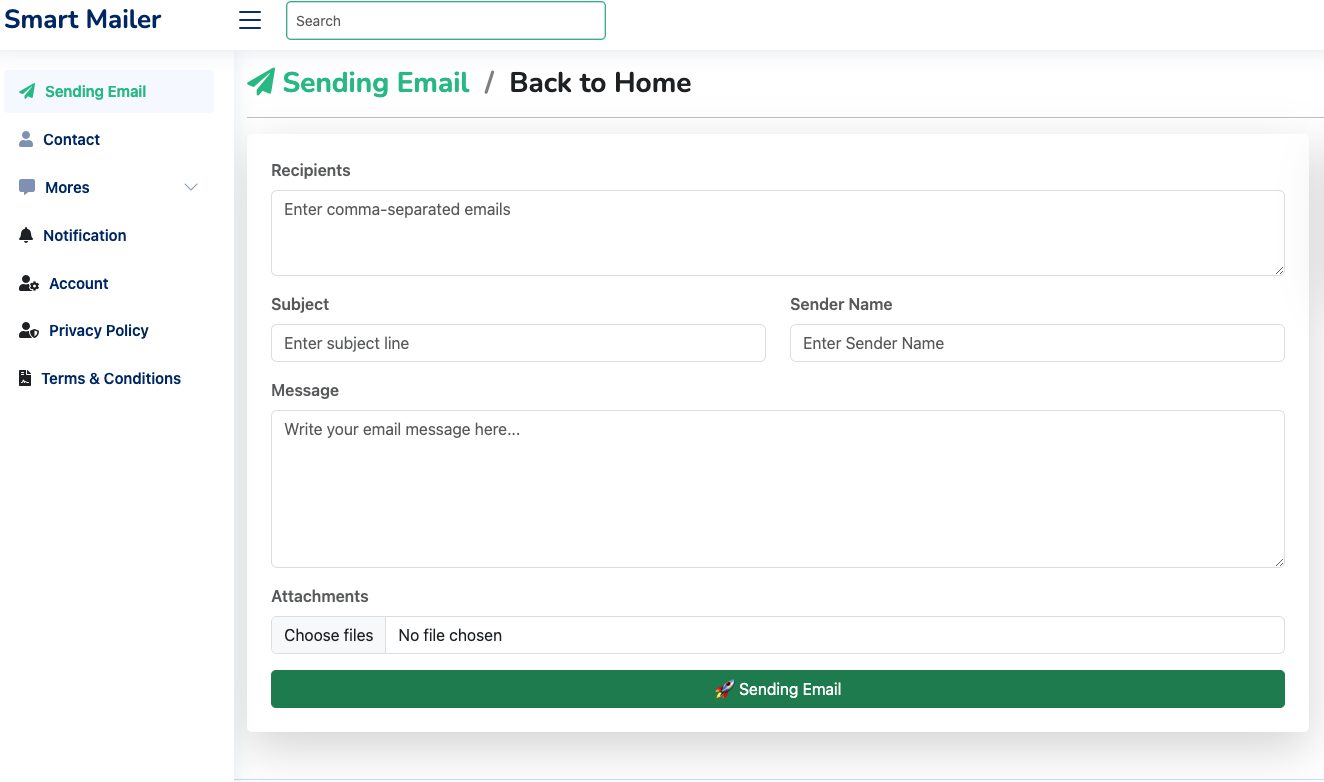 Smart Mailer
Search
Sending Email
Contact
Mores
Notification
Account
Privacy Policy
Terms & Conditions
Sending Email / Back to Home
Recipients
Enter comma-separated emails
Subject
Sender Name
Enter subject line
Enter Sender Name
Message
Write your email message here...
Attachments
Choose files No file chosen
🚀 Sending Email